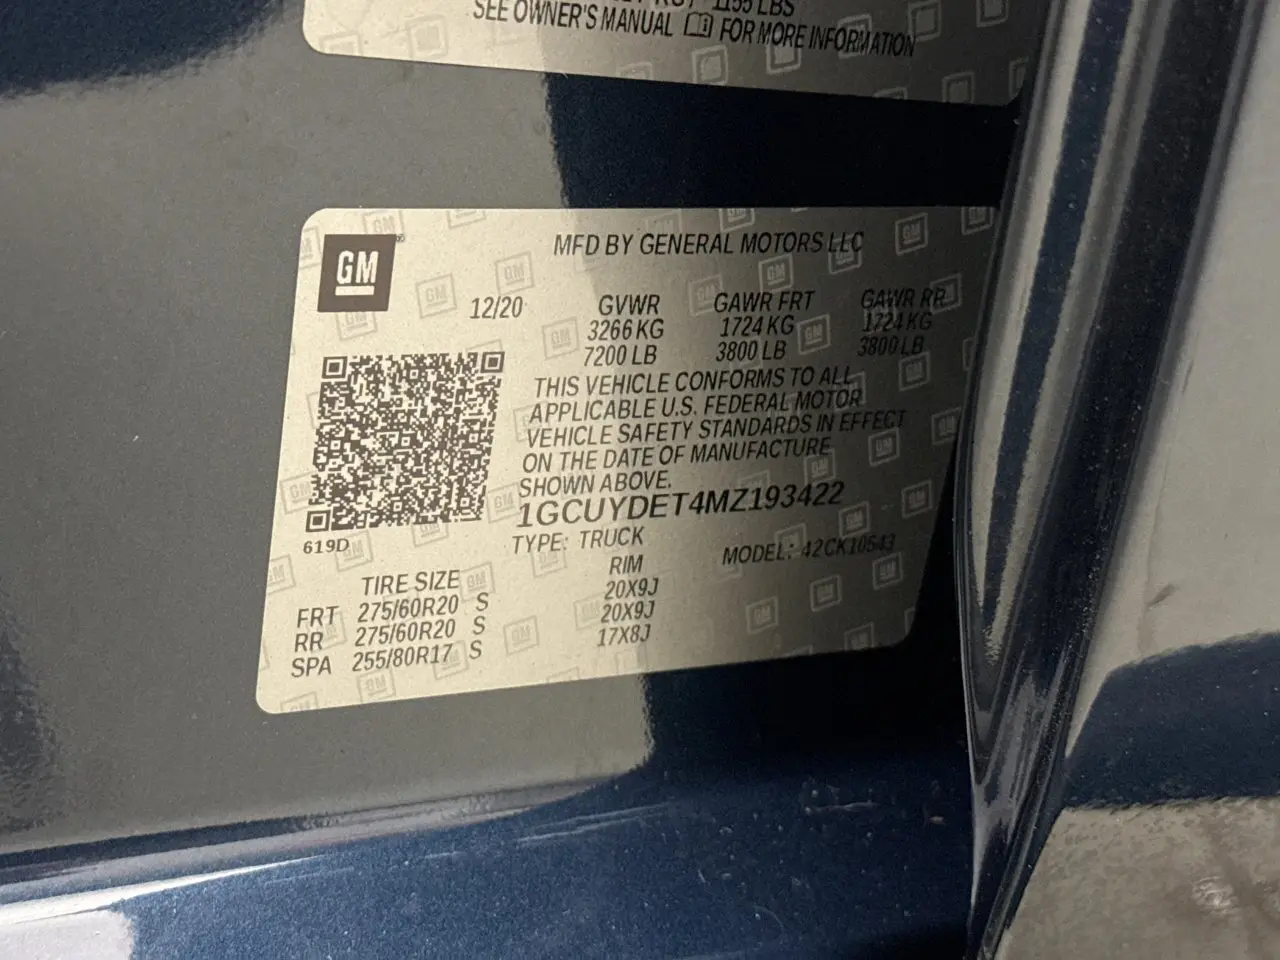 1155 LBS
SEE OWNER'S MANUAL FOR MORE INFORMATION
GM
MFD BY GENERAL MOTORS LLC
12/20 GVWR GAWR FRT GAWR RR
3266 KG 1724 KG 1724 KG
7200 LB 3800 LB 3800 LB
THIS VEHICLE CONFORMS TO ALL
APPLICABLE U.S. FEDERAL MOTOR
VEHICLE SAFETY STANDARDS IN EFFECT
ON THE DATE OF MANUFACTURE
SHOWN ABOVE.
1GCUYDET4MZ193422
619D
TYPE: TRUCK MODEL: 42CK10543
TIRE SIZE RIM
FRT 275/60R20 S 20X9J
RR 275/60R20 S 20X9J
SPA 255/80R17 S 17X8J